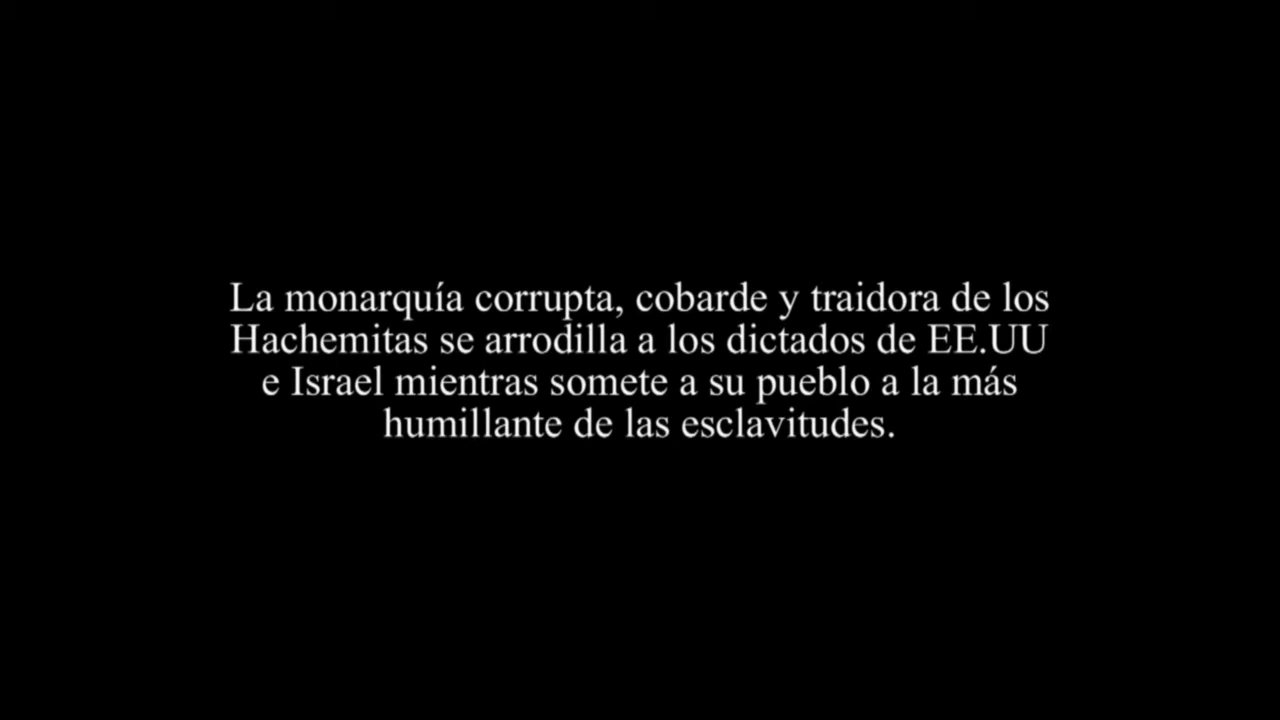 La monarquía corrupta, cobarde y traidora de los
Hachemitas se arrodilla a los dictados de EE.UU
e Israel mientras somete a su pueblo a la más
humillante de las esclavitudes.